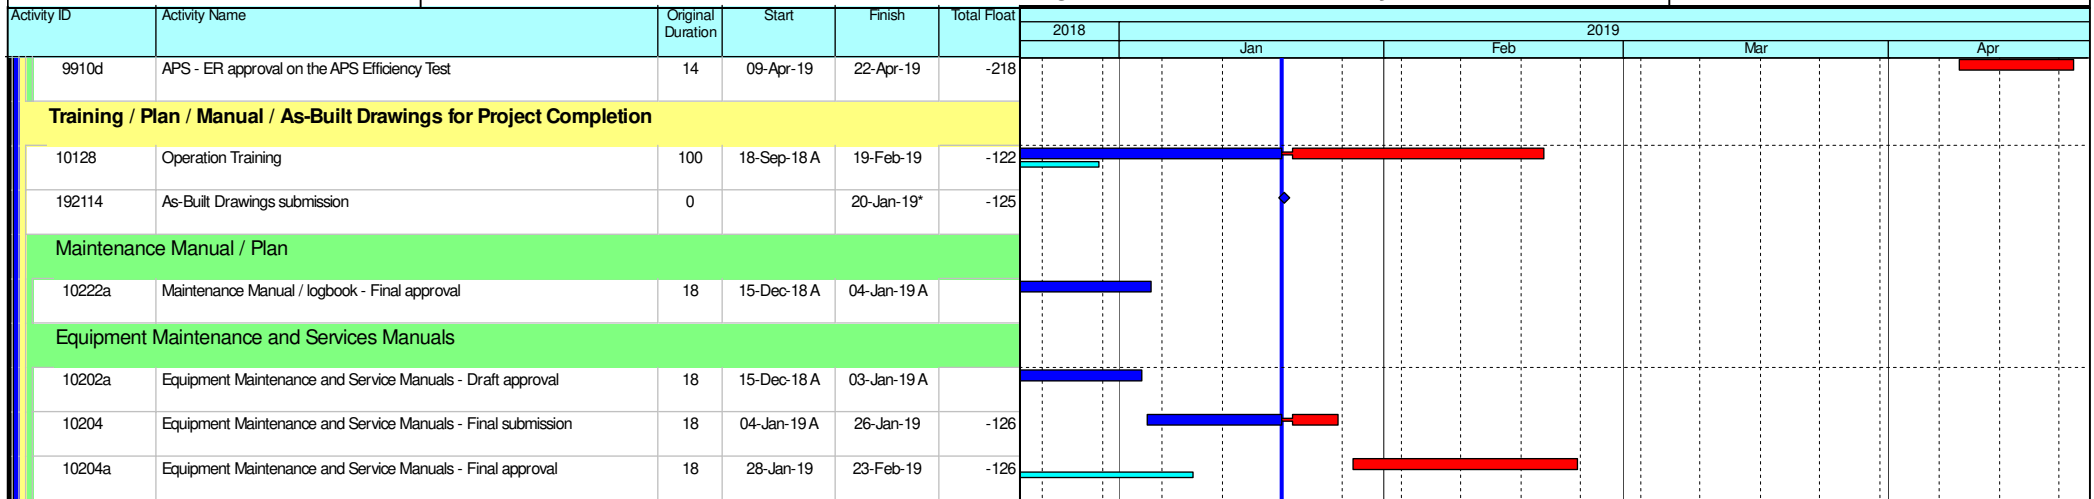 Activity ID Activity Name Original Duration Start Finish Total Float
2018 2019
Jan Feb Mar Apr
9910d APS - ER approval on the APS Efficiency Test 14 09-Apr-19 22-Apr-19 -218
Training / Plan / Manual / As-Built Drawings for Project Completion
10128 Operation Training 100 18-Sep-18 A 19-Feb-19 -122
192114 As-Built Drawings submission 0 20-Jan-19* -125
Maintenance Manual / Plan
10222a Maintenance Manual / logbook - Final approval 18 15-Dec-18 A 04-Jan-19 A
Equipment Maintenance and Services Manuals
10202a Equipment Maintenance and Service Manuals - Draft approval 18 15-Dec-18 A 03-Jan-19 A
10204 Equipment Maintenance and Service Manuals - Final submission 18 04-Jan-19 A 26-Jan-19 -126
10204a Equipment Maintenance and Service Manuals - Final approval 18 28-Jan-19 23-Feb-19 -126